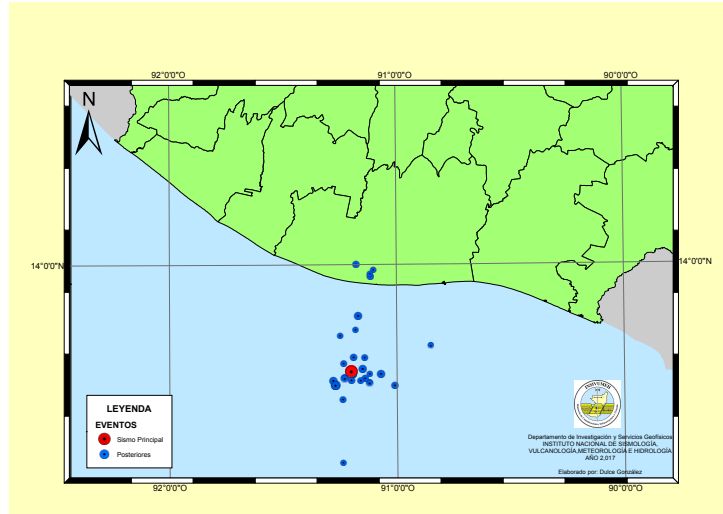 92°0'0"O
91°0'0"O
90°0'0"O
N
14°0'0"N
14°0'0"N
LEYENDA
EVENTOS
Sismo Principal
Posteriores
INSIVUMEH
Departamento de Investigación y Servicios Geofísicos
INSTITUTO NACIONAL DE SISMOLOGÍA,
VULCANOLOGÍA,METEOROLOGÍA E HIDROLOGÍA
AÑO 2,017
Elaborado por: Dulce González
92°0'0"O
91°0'0"O
90°0'0"O